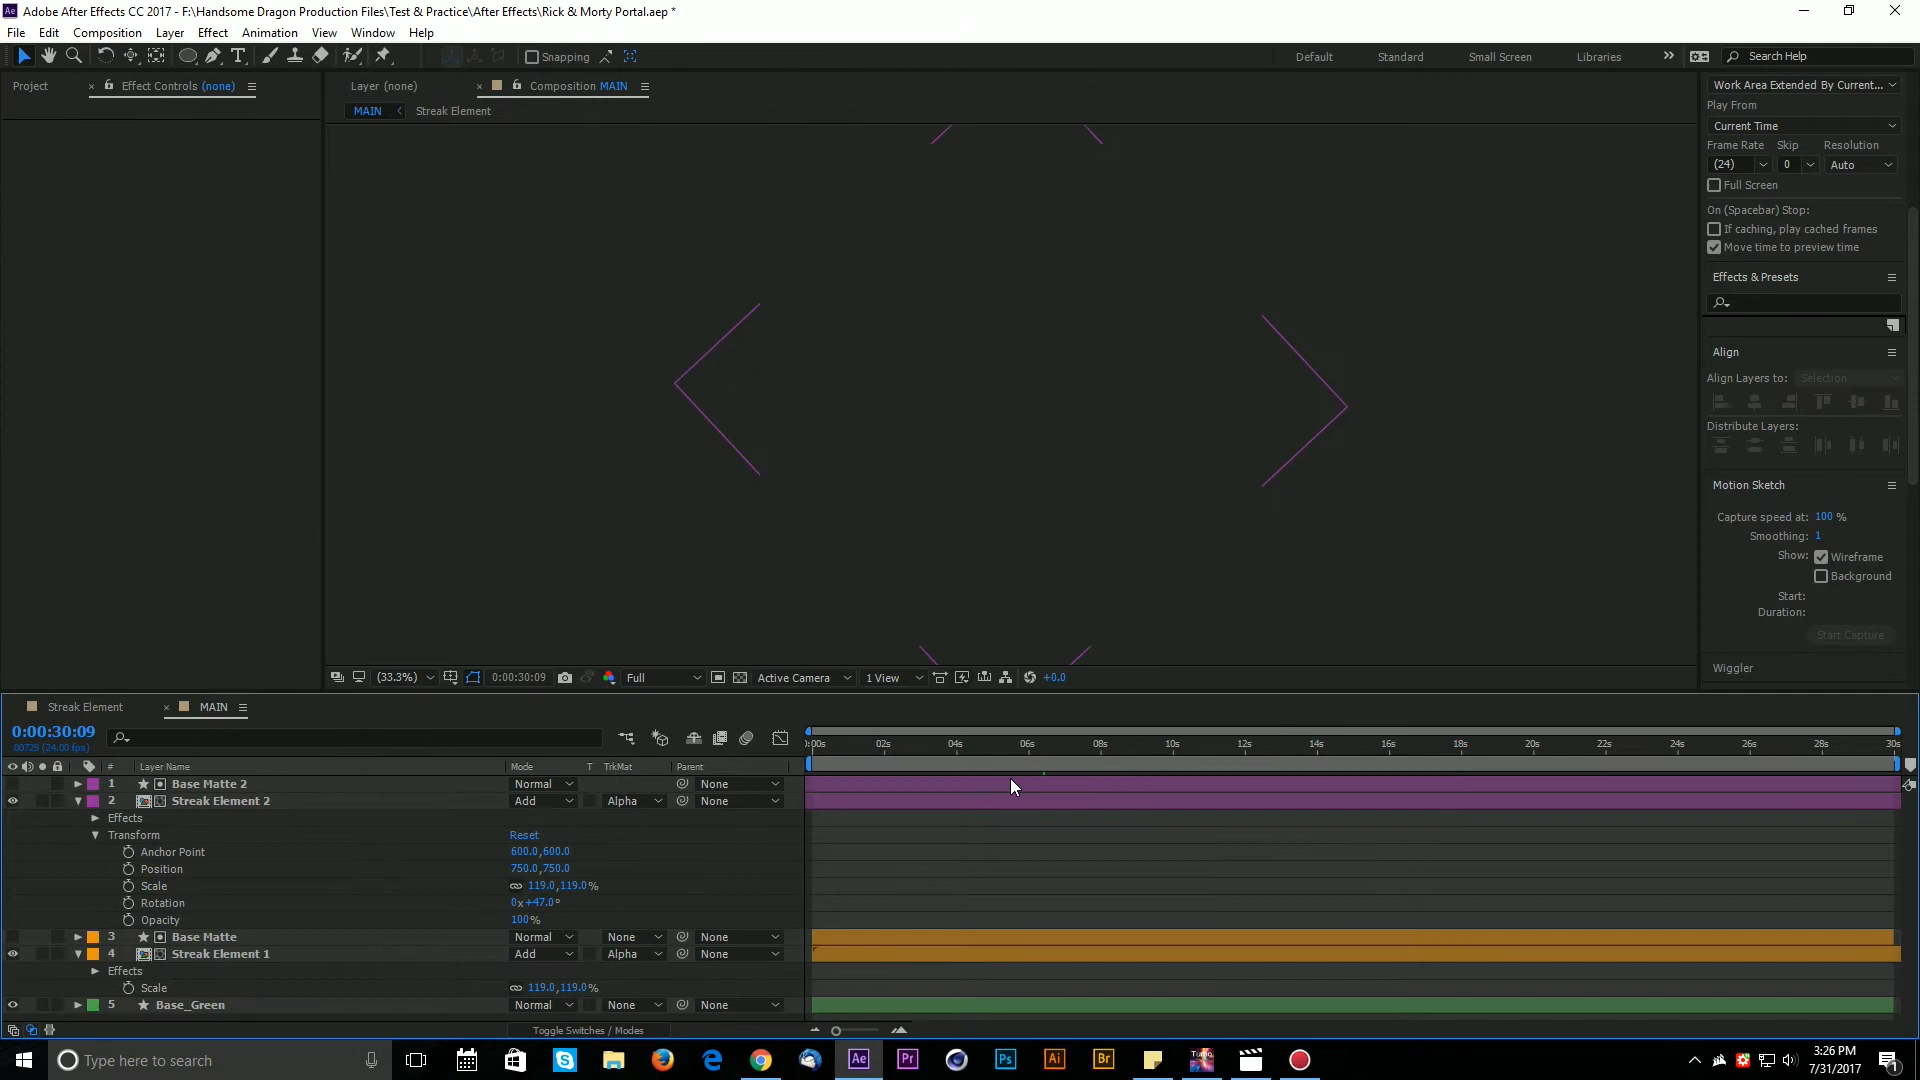 Adobe After Effects CC 2017 - F:\Handsome Dragon Production Files\Test & Practice\After Effects\Rick & Morty Portal.aep *
File Edit Composition Layer Effect Animation View Window Help
Snapping Default Standard Small Screen Libraries Search Help
Project Effect Controls (none) Layer (none) Composition MAIN
MAIN Streak Element
Work Area Extended By Current...
Play From
Current Time
Frame Rate Skip Resolution
(24) 0 Auto
Full Screen
On (Spacebar) Stop:
If caching, play cached frames
Move time to preview time
Effects & Presets
Align
Align Layers to: Selection
Distribute Layers:
Motion Sketch
Capture speed at: 100 %
Smoothing: 1
Show: Wireframe
Background
Start:
Duration:
Start Capture
Wiggler
(33.3%) 0:00:30:09 Full Active Camera 1 View +0.0
Streak Element MAIN
0:00:30:09
00729 (24.00 fps)
0:00s 02s 04s 06s 08s 10s 12s 14s 16s 18s 20s 22s 24s 26s 28s 30s
# Layer Name Mode T TrkMat Parent
1 Base Matte 2 Normal None
2 Streak Element 2 Add Alpha None
Effects
Transform Reset
Anchor Point 600.0,600.0
Position 750.0,750.0
Scale 119.0,119.0%
Rotation 0x+47.0°
Opacity 100%
3 Base Matte Normal None None
4 Streak Element 1 Add Alpha None
Effects
Scale 119.0,119.0%
5 Base_Green Normal None None
Toggle Switches / Modes
Type here to search
Ae Pr Ps Ai Br
3:26 PM
7/31/2017
1